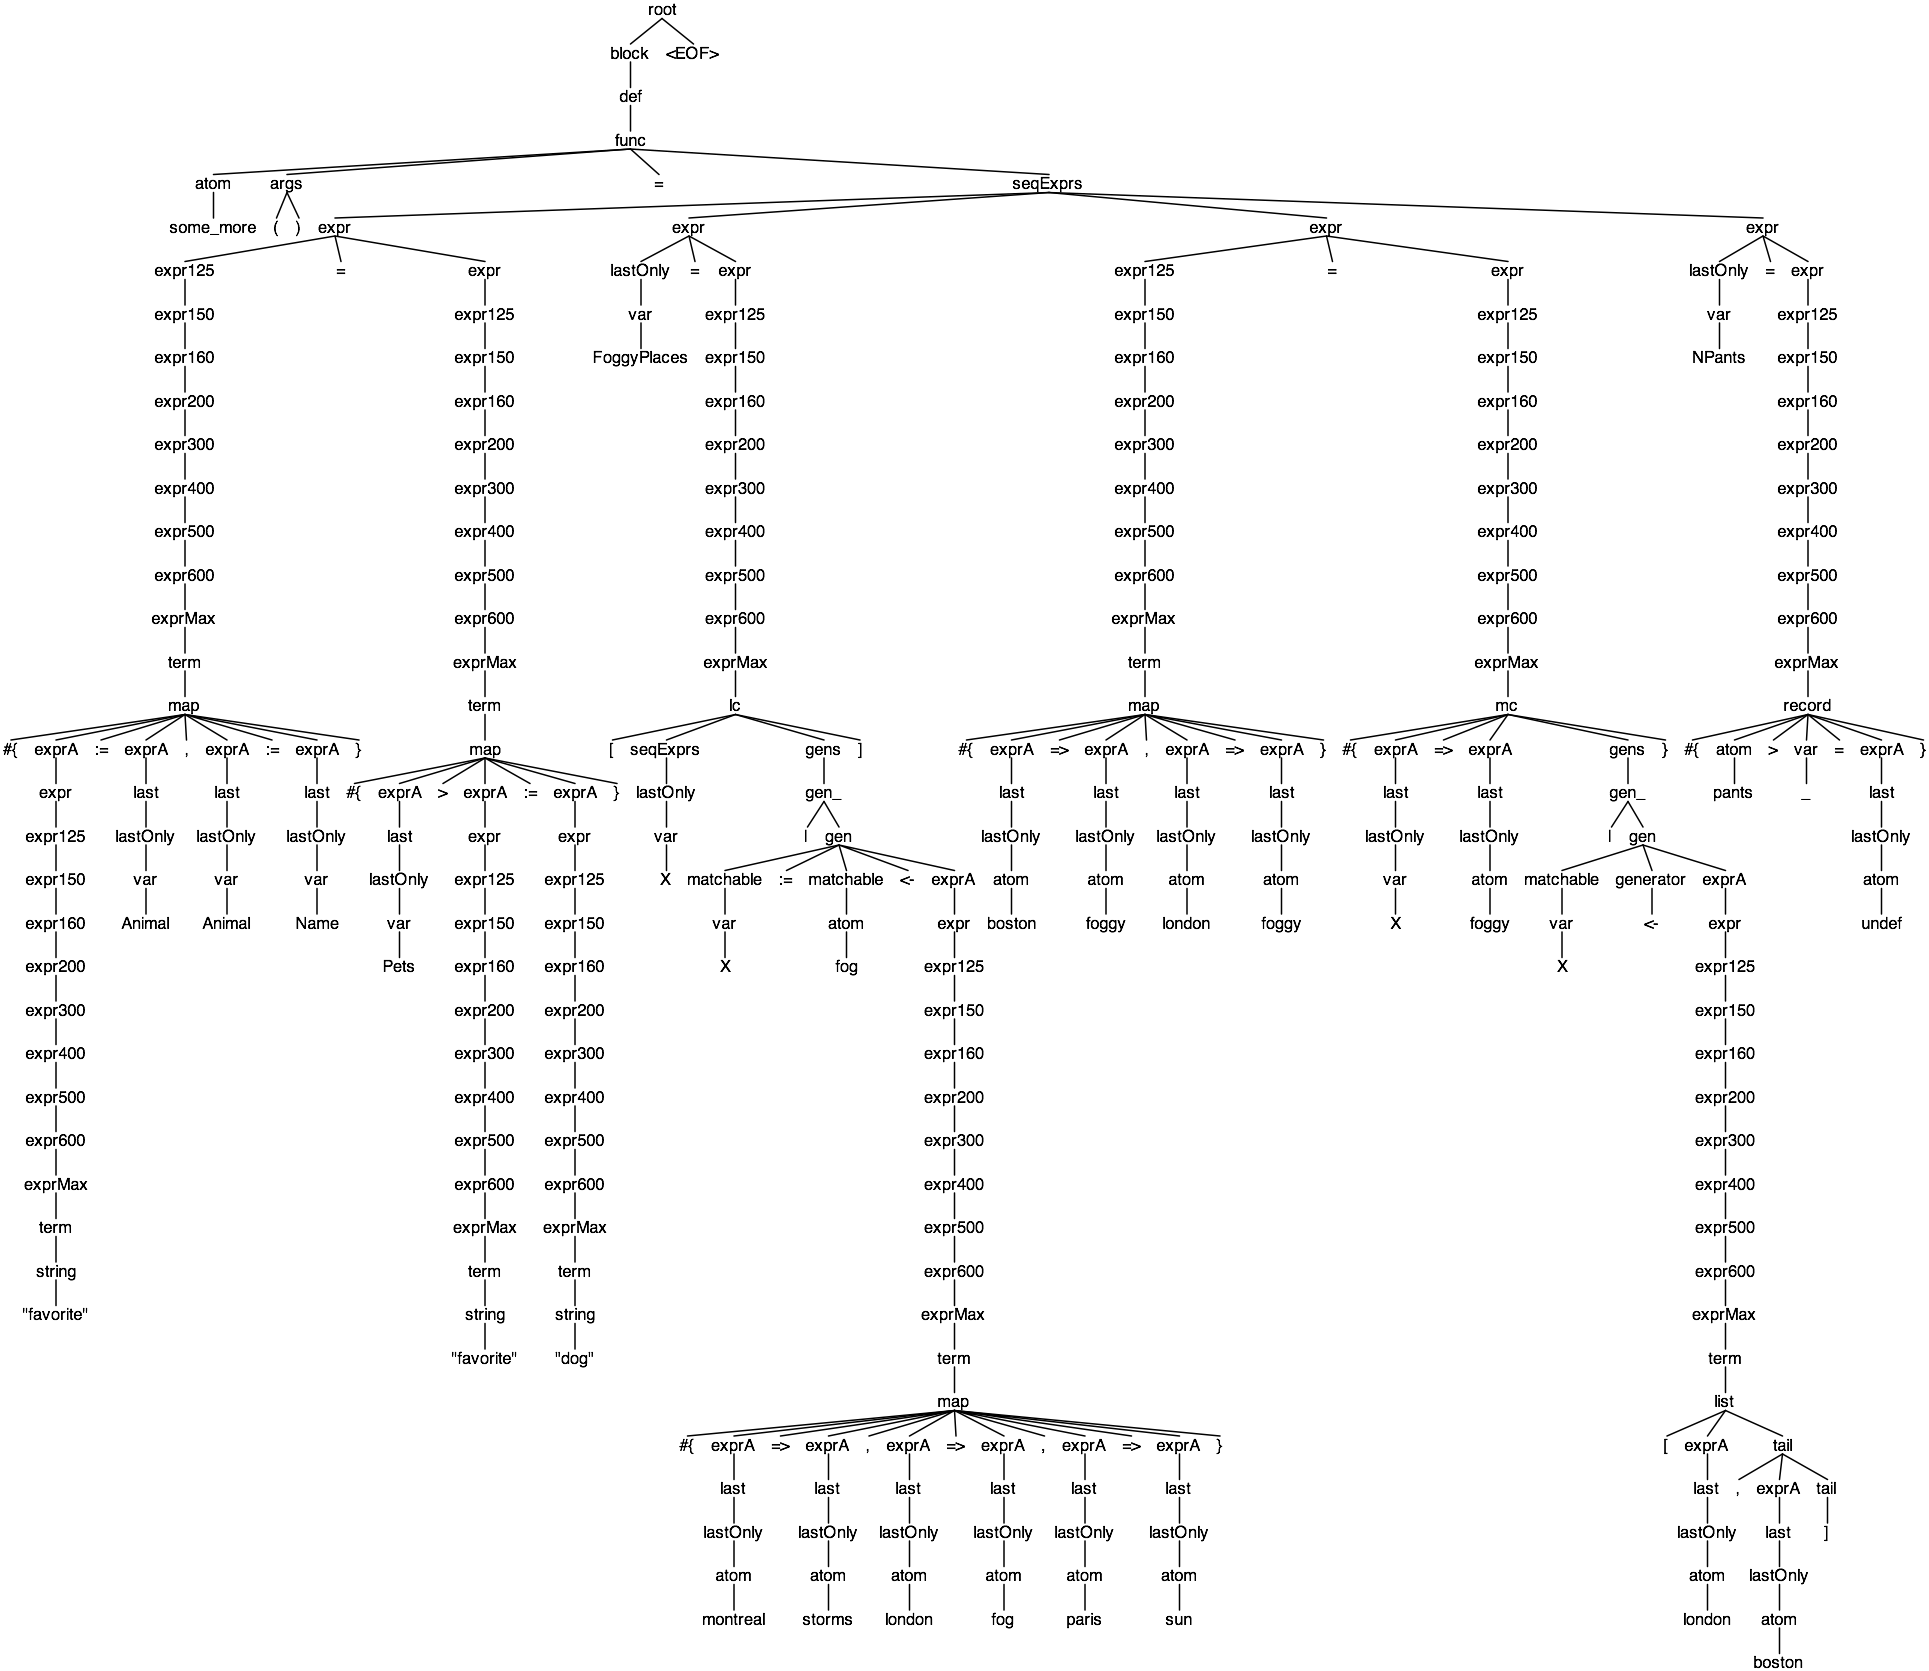 root
block <EOF>
def
func
atom args = seqExprs
some_more ( ) expr expr expr expr
expr125 = expr lastOnly = expr expr125 = expr lastOnly = expr
expr150 expr125 var expr125 expr150 expr125 var expr125
expr160 expr150 FoggyPlaces expr150 expr160 expr150 NPants expr150
expr200 expr160 expr160 expr200 expr160 expr160
expr300 expr200 expr200 expr300 expr200 expr200
expr400 expr300 expr300 expr400 expr300 expr300
expr500 expr400 expr400 expr500 expr400 expr400
expr600 expr500 expr500 expr600 expr500 expr500
exprMax expr600 expr600 exprMax expr600 expr600
term exprMax exprMax term exprMax exprMax
map term lc map mc record
#{ exprA := exprA , exprA := exprA } map [ seqExprs gens ] #{ exprA => exprA , exprA => exprA } #{ exprA => exprA gens } #{ atom > var = exprA }
expr last last last #{ exprA > exprA := exprA } lastOnly gen_ last last last last last last gen_ pants _ last
expr125 lastOnly lastOnly lastOnly last expr expr var | gen lastOnly lastOnly lastOnly lastOnly lastOnly lastOnly | gen lastOnly
expr150 var var var lastOnly expr125 expr125 X matchable := matchable <- exprA atom atom atom atom var atom matchable generator exprA atom
expr160 Animal Animal Name var expr150 expr150 var atom expr boston foggy london foggy X foggy var <- expr undef
expr200 Pets expr160 expr160 X fog expr125 X expr125
expr300 expr200 expr200 expr150 expr150
expr400 expr300 expr300 expr160 expr160
expr500 expr400 expr400 expr200 expr200
expr600 expr500 expr500 expr300 expr300
exprMax expr600 expr600 expr400 expr400
term exprMax exprMax expr500 expr500
string term term expr600 expr600
"favorite" string string exprMax exprMax
"favorite" "dog" term term
map list
#{ exprA => exprA , exprA => exprA , exprA => exprA } [ exprA tail
last last last last last last last , exprA tail
lastOnly lastOnly lastOnly lastOnly lastOnly lastOnly lastOnly last ]
atom atom atom atom atom atom atom lastOnly
montreal storms london fog paris sun london atom
boston